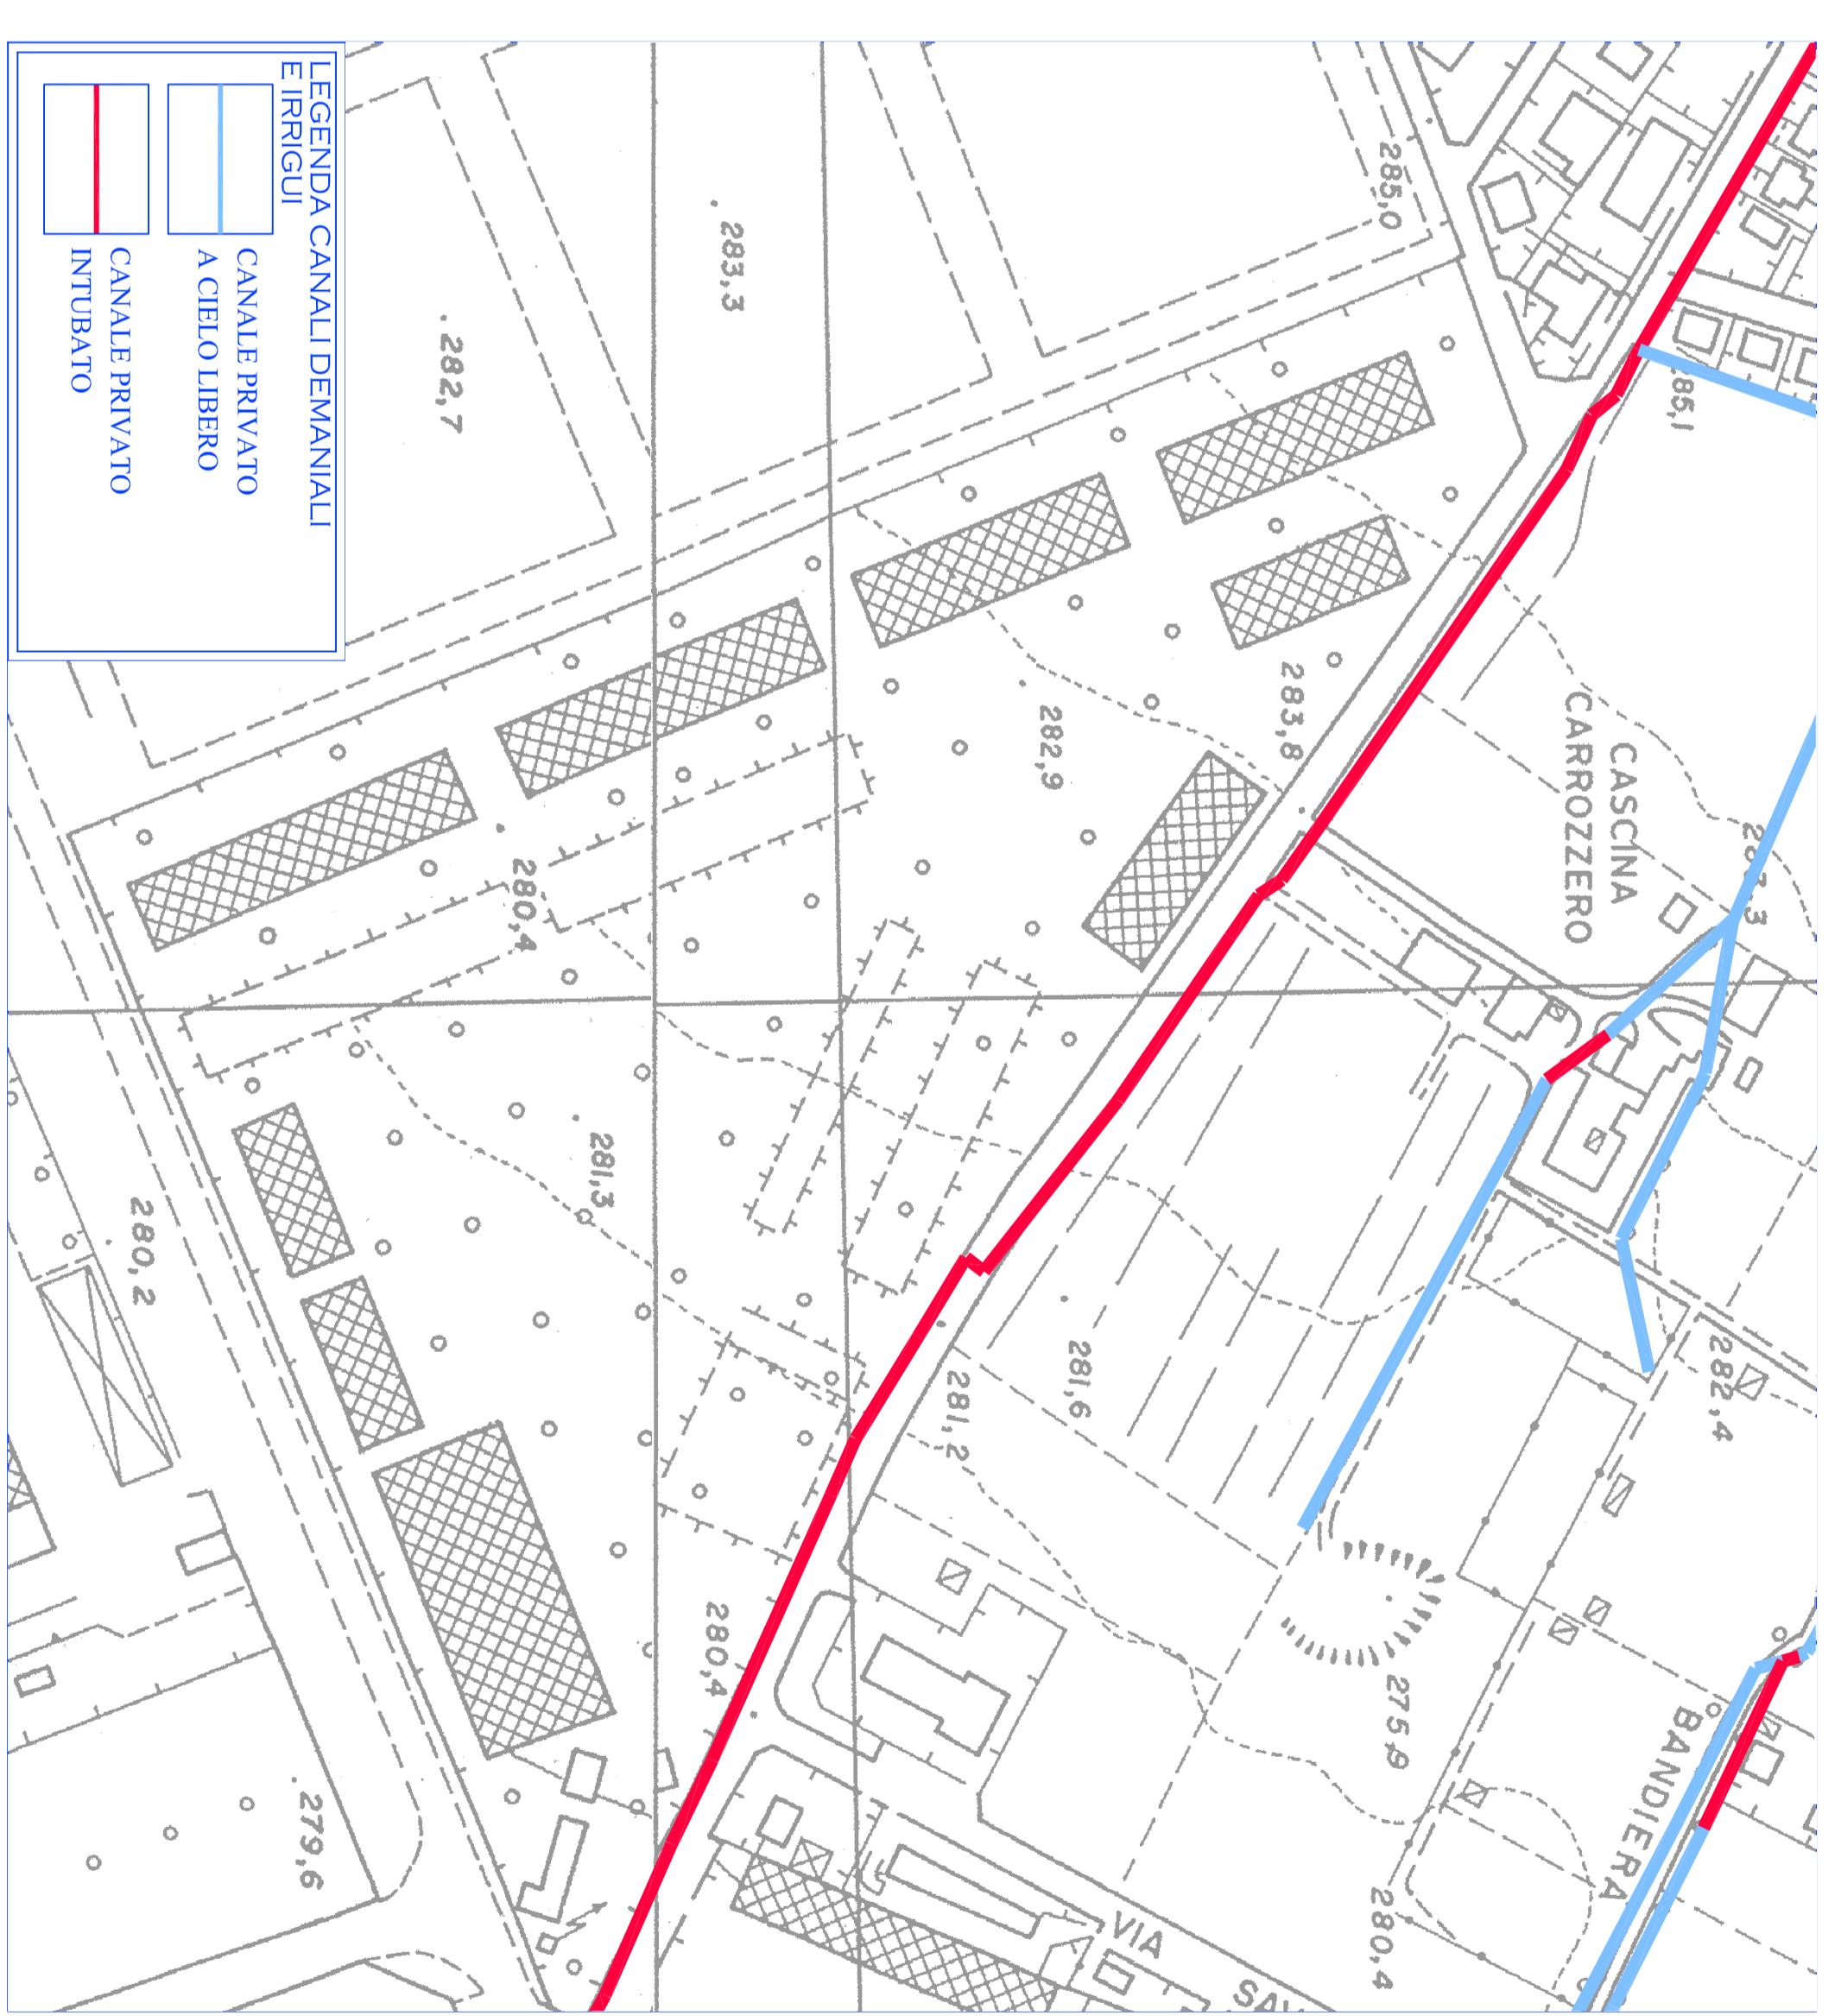 LEGENDA CANALI DEMANIALI
E IRRIGUI
CANALE PRIVATO
A CIELO LIBERO
CANALE PRIVATO
INTUBATO
285,0
283,3
282,7
85,1
283,8
282,9
CASCINA
CARROZZERO
280,4
281,3
280,2
281,6
281,2
282,4
280,4
BANDIERA
279,6
280,4
VIA